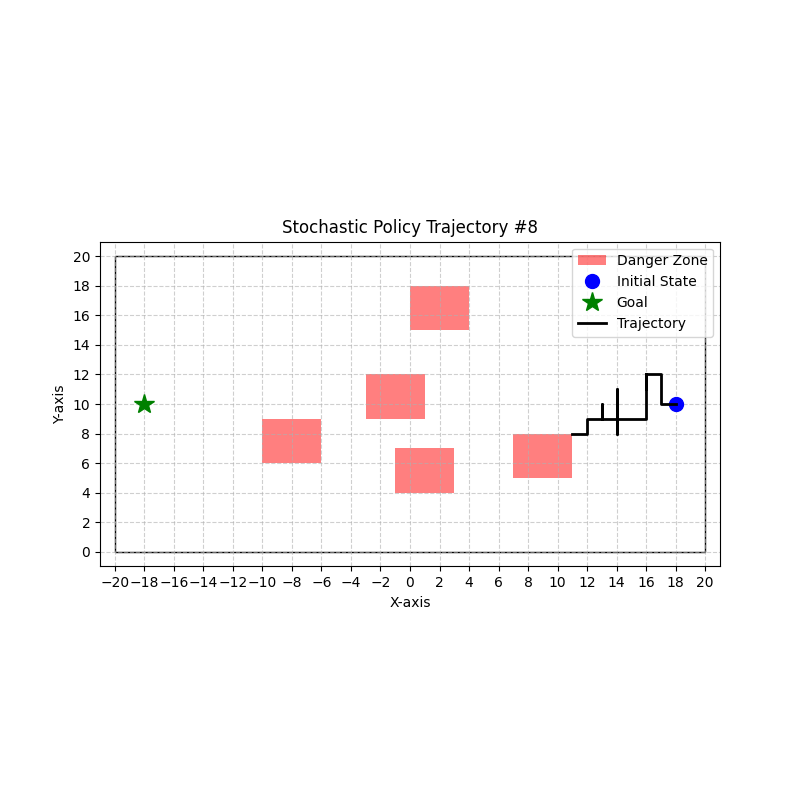 Stochastic Policy Trajectory #8
Danger Zone
Initial State
Goal
Trajectory
Y-axis
20
18
16
14
12
10
8
6
4
2
0
−20 −18 −16 −14 −12 −10 −8 −6 −4 −2 0 2 4 6 8 10 12 14 16 18 20
X-axis